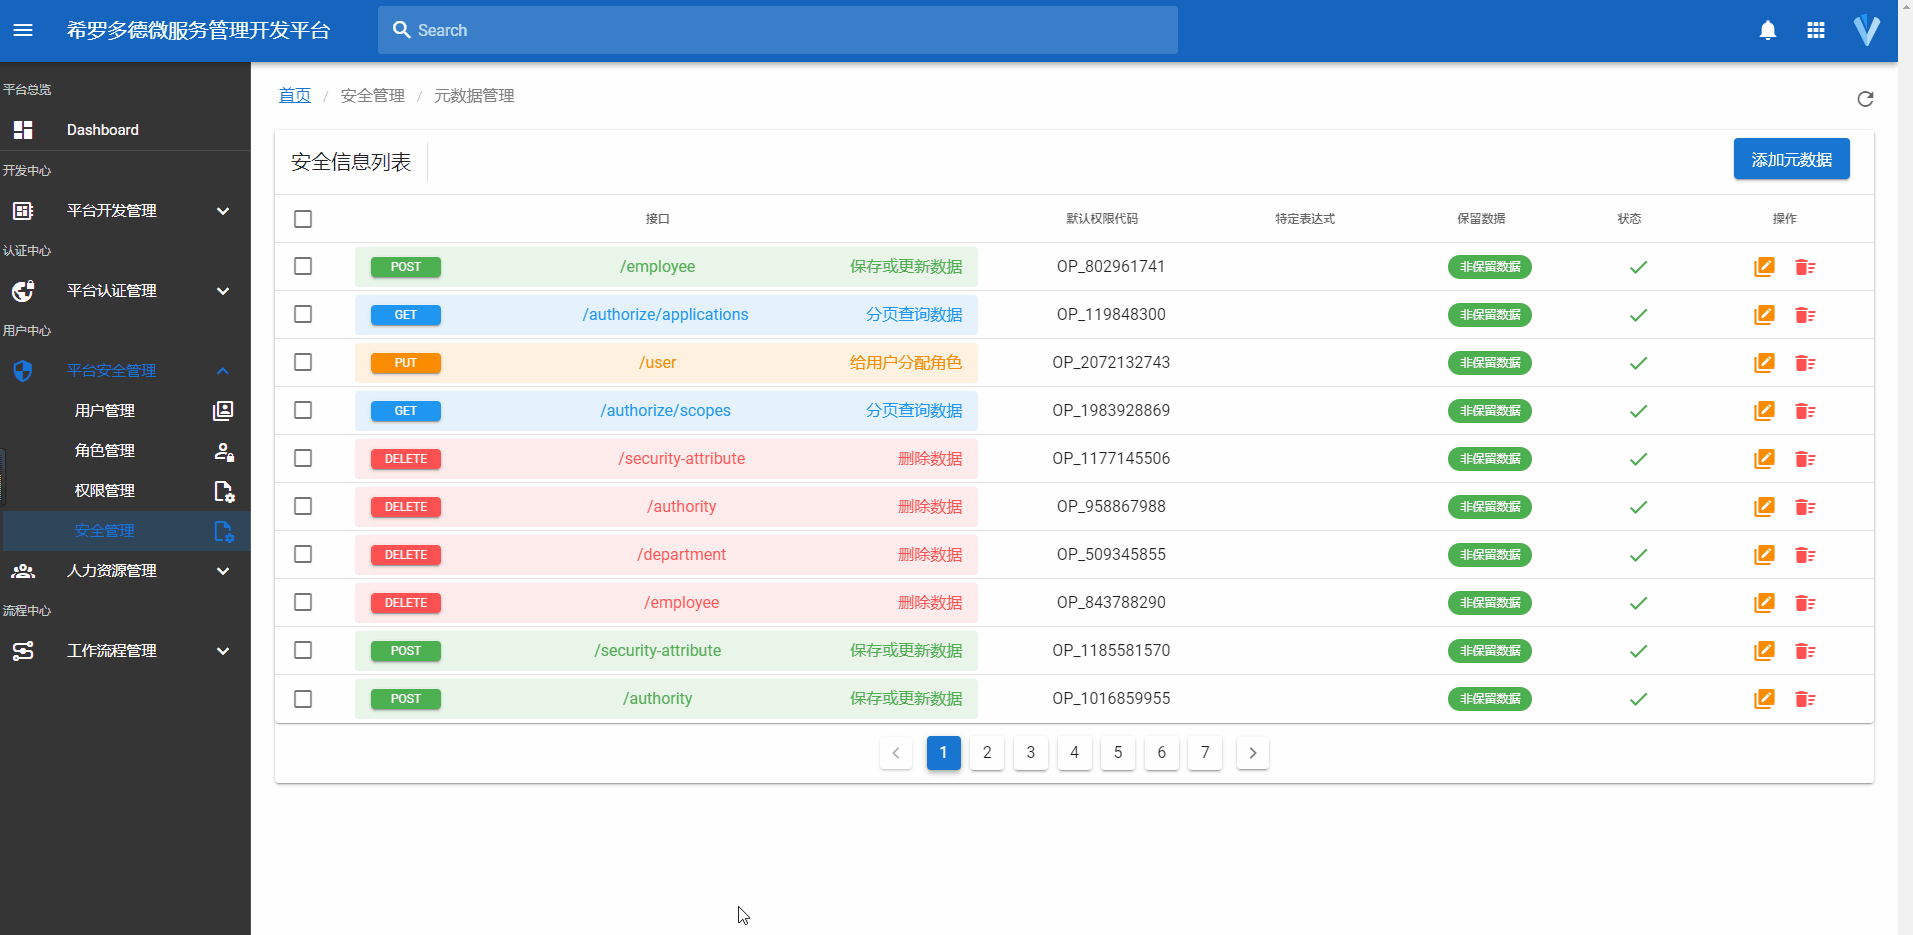 希罗多德微服务管理开发平台
Search
平台总览
Dashboard
开发中心
平台开发管理
认证中心
平台认证管理
用户中心
平台安全管理
用户管理
角色管理
权限管理
安全管理
人力资源管理
流程中心
工作流程管理
首页 / 安全管理 / 元数据管理
安全信息列表
添加元数据
接口 默认权限代码 特定表达式 保留数据 状态 操作
POST /employee 保存或更新数据 OP_802961741 非保留数据
GET /authorize/applications 分页查询数据 OP_119848300 非保留数据
PUT /user 给用户分配角色 OP_2072132743 非保留数据
GET /authorize/scopes 分页查询数据 OP_1983928869 非保留数据
DELETE /security-attribute 删除数据 OP_1177145506 非保留数据
DELETE /authority 删除数据 OP_958867988 非保留数据
DELETE /department 删除数据 OP_509345855 非保留数据
DELETE /employee 删除数据 OP_843788290 非保留数据
POST /security-attribute 保存或更新数据 OP_1185581570 非保留数据
POST /authority 保存或更新数据 OP_1016859955 非保留数据
1 2 3 4 5 6 7